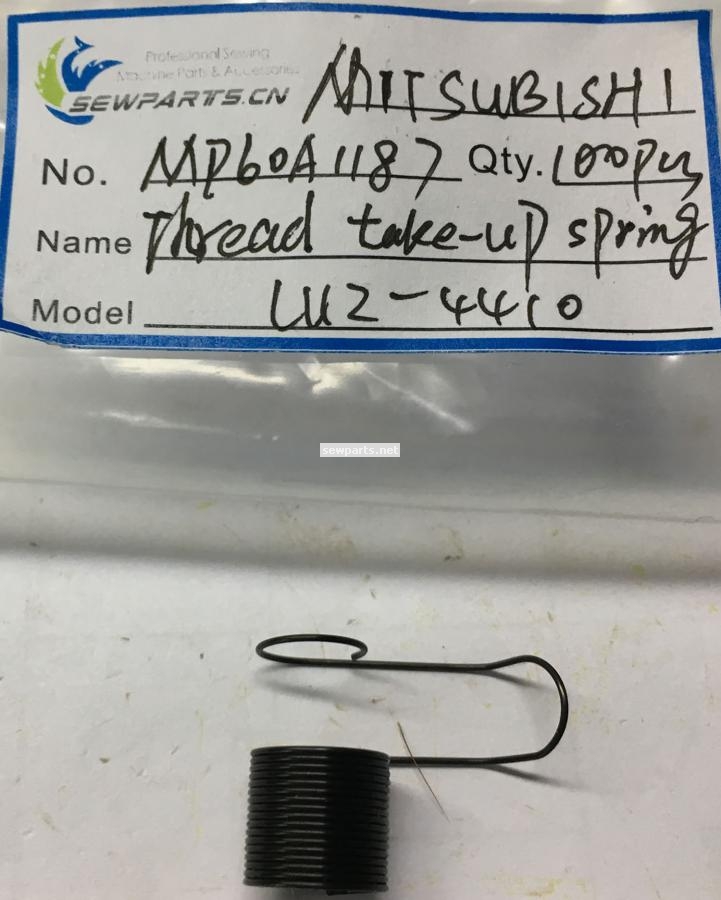 Professional Sewing
Machine Parts & Accessories
SEWPARTS.CN MITSUBISHI
No. MP60A1187 Qty. 100pcs
Name Thread take-up spring
Model LU2-4410
sewparts.net